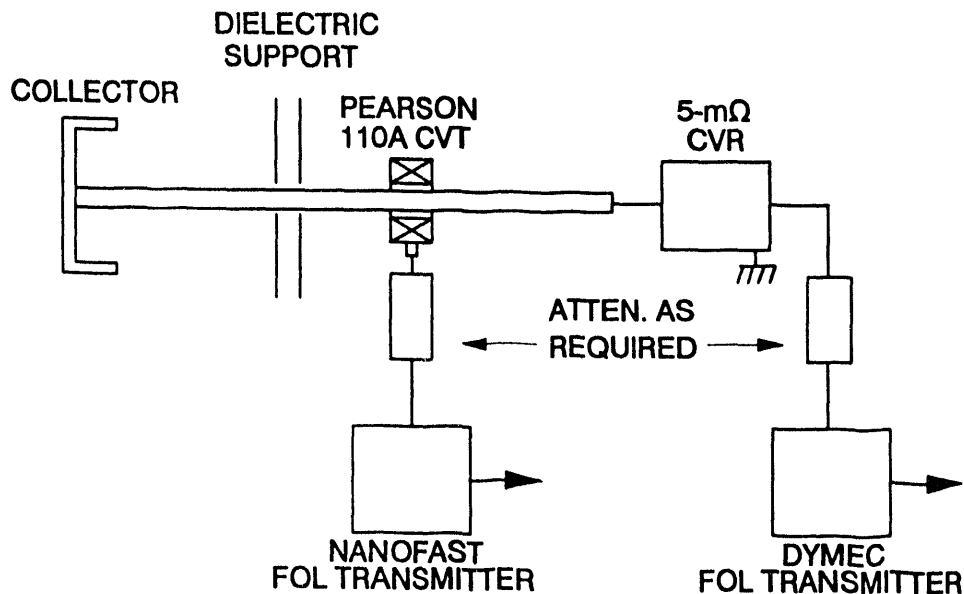 DIELECTRIC
SUPPORT
COLLECTOR
PEARSON
110A CVT
5-mΩ
CVR
ATTEN. AS
REQUIRED
NANOFAST
FOL TRANSMITTER
DYMEC
FOL TRANSMITTER